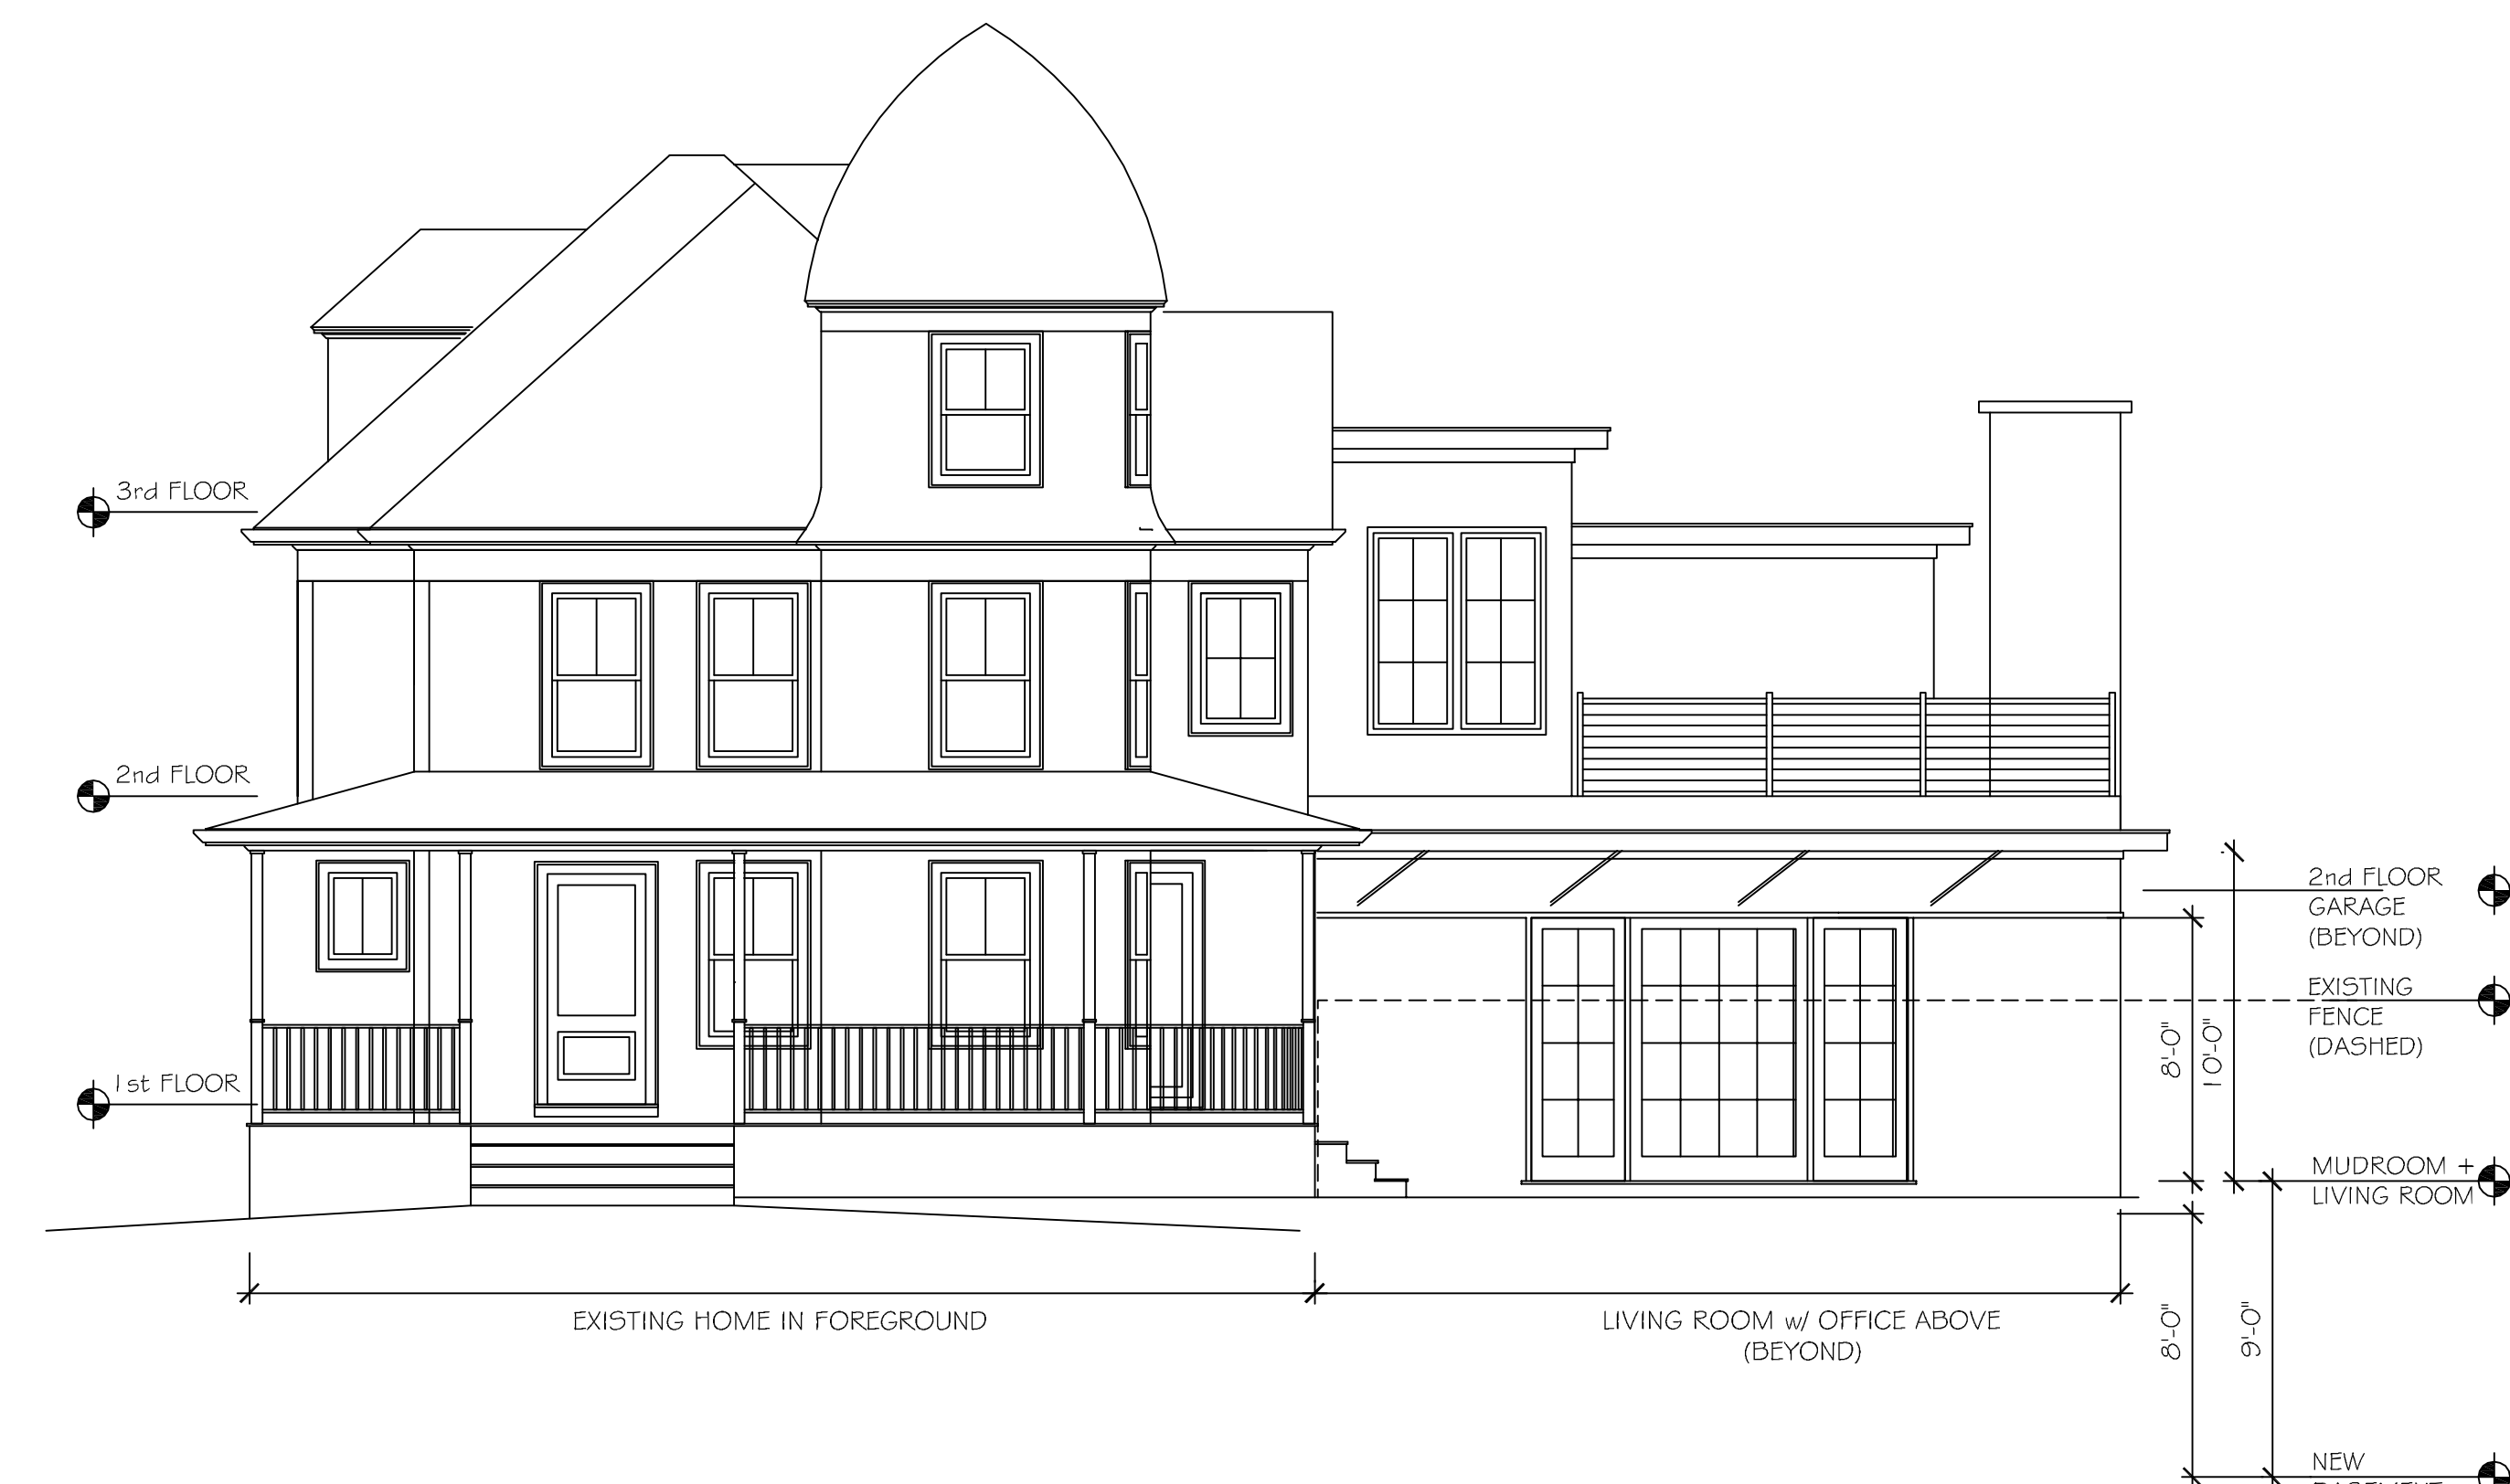 3rd FLOOR
2nd FLOOR
1st FLOOR
2nd FLOOR
GARAGE
(BEYOND)
EXISTING
FENCE
(DASHED)
8'-0"
10'-0"
MUDROOM +
LIVING ROOM
EXISTING HOME IN FOREGROUND
LIVING ROOM w/ OFFICE ABOVE
(BEYOND)
8'-0"
9'-0"
NEW